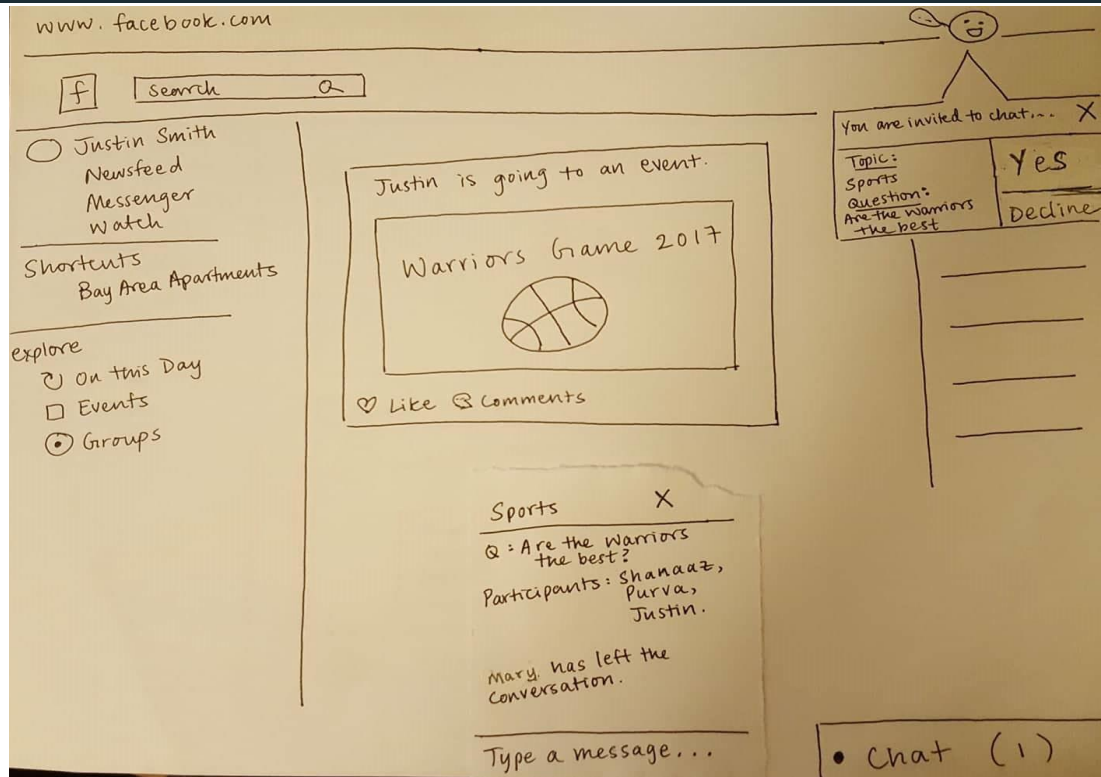 www.facebook.com
f
search
Justin Smith
Newsfeed
Messenger
Watch
Shortcuts
Bay Area Apartments
explore
On this Day
Events
Groups
Justin is going to an event.
Warriors Game 2017
Like Comments
You are invited to chat... X
Topic:
Sports
Question:
Are the Warriors
the best
Yes
Decline
Sports X
Q: Are the Warriors
the best?
Participants: Shanaaz,
Purva,
Justin.
Mary has left the
conversation.
Type a message...
• Chat (1)